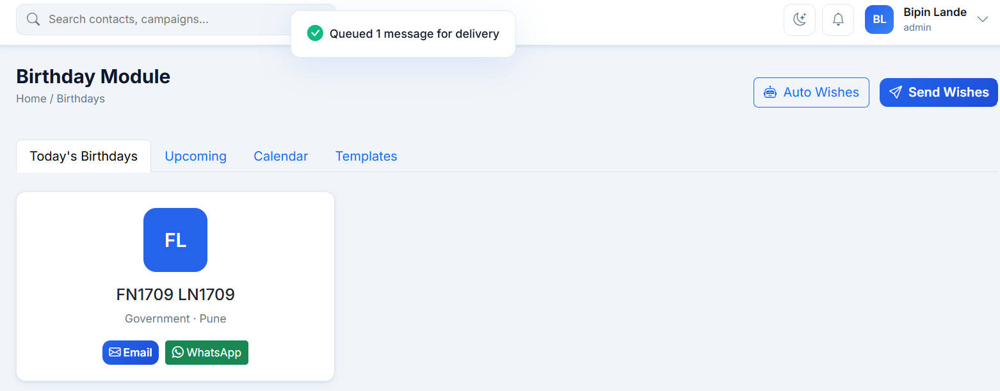 Search contacts, campaigns...
Queued 1 message for delivery
BL
Bipin Lande
admin
Birthday Module
Home / Birthdays
Auto Wishes
Send Wishes
Today's Birthdays
Upcoming
Calendar
Templates
FL
FN1709 LN1709
Government · Pune
Email
WhatsApp